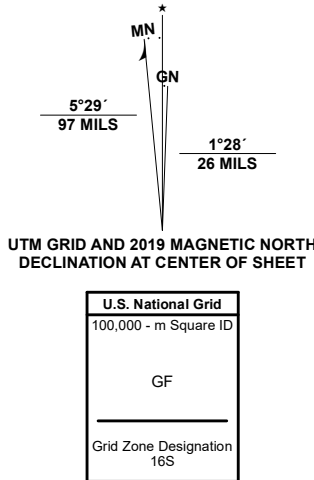 MN
GN
5°29´
97 MILS
1°28´
26 MILS
UTM GRID AND 2019 MAGNETIC NORTH
DECLINATION AT CENTER OF SHEET
U.S. National Grid
100,000 - m Square ID
GF
Grid Zone Designation
16S